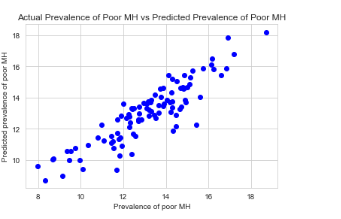 Actual Prevalence of Poor MH vs Predicted Prevalence of Poor MH
Predicted prevalence of poor MH
18
16
14
12
10
8 10 12 14 16 18
Prevalence of poor MH